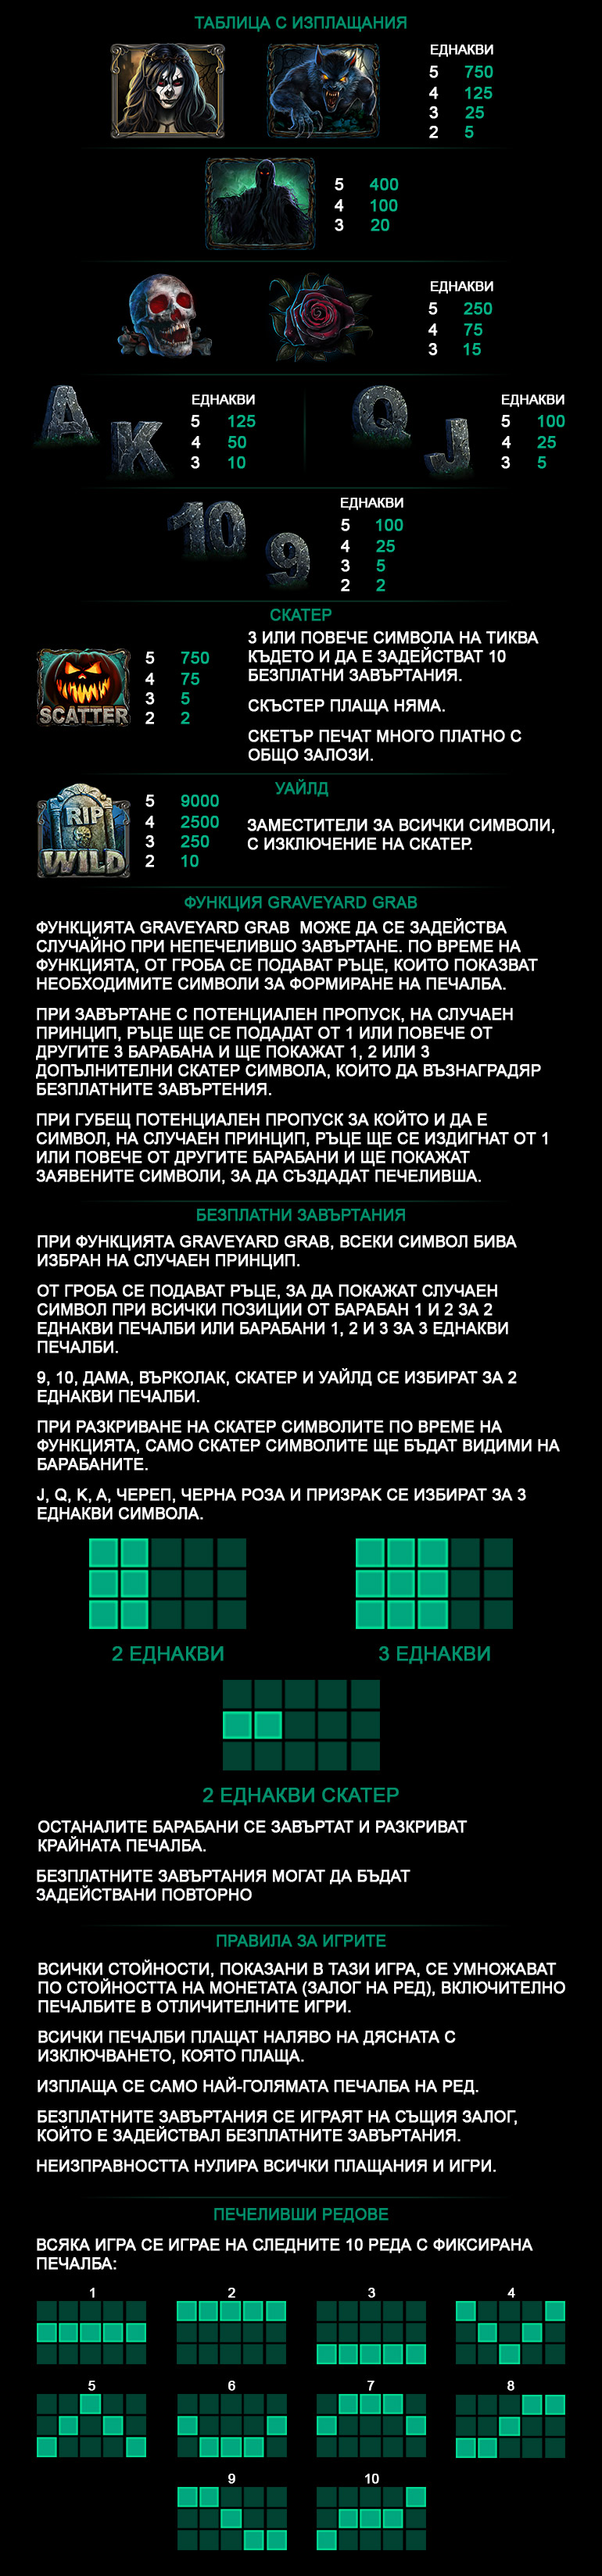 ТАБЛИЦА С ИЗПЛАЩАНИЯ
ЕДНАКВИ
5 750
4 125
3 25
2 5
5 400
4 100
3 20
ЕДНАКВИ
5 250
4 75
3 15
A K
ЕДНАКВИ
5 125
4 50
3 10
Q J
ЕДНАКВИ
5 100
4 25
3 5
10 9
ЕДНАКВИ
5 100
4 25
3 5
2 2
СКАТЕР
SCATTER
5 750
4 75
3 5
2 2
3 ИЛИ ПОВЕЧЕ СИМВОЛА НА ТИКВА
КЪДЕТО И ДА Е ЗАДЕЙСТВАТ 10
БЕЗПЛАТНИ ЗАВЪРТАНИЯ.
СКЪСТЕР ПЛАЩА НЯМА.
СКЕТЪР ПЕЧАТ МНОГО ПЛАТНО С
ОБЩО ЗАЛОЗИ.
УАЙЛД
RIP
WILD
5 9000
4 2500
3 250
2 10
ЗАМЕСТИТЕЛИ ЗА ВСИЧКИ СИМВОЛИ,
С ИЗКЛЮЧЕНИЕ НА СКАТЕР.
ФУНКЦИЯ GRAVEYARD GRAB
ФУНКЦИЯТА GRAVEYARD GRAB МОЖЕ ДА СЕ ЗАДЕЙСТВА
СЛУЧАЙНО ПРИ НЕПЕЧЕЛИВШО ЗАВЪРТАНЕ. ПО ВРЕМЕ НА
ФУНКЦИЯТА, ОТ ГРОБА СЕ ПОДАВАТ РЪЦЕ, КОИТО ПОКАЗВАТ
НЕОБХОДИМИТЕ СИМВОЛИ ЗА ФОРМИРАНЕ НА ПЕЧАЛБА.
ПРИ ЗАВЪРТАНЕ С ПОТЕНЦИАЛЕН ПРОПУСК, НА СЛУЧАЕН
ПРИНЦИП, РЪЦЕ ЩЕ СЕ ПОДАДАТ ОТ 1 ИЛИ ПОВЕЧЕ ОТ
ДРУГИТЕ 3 БАРАБАНА И ЩЕ ПОКАЖАТ 1, 2 ИЛИ 3
ДОПЪЛНИТЕЛНИ СКАТЕР СИМВОЛА, КОИТО ДА ВЪЗНАГРАДЯР
БЕЗПЛАТНИТЕ ЗАВЪРТЕНИЯ.
ПРИ ГУБЕЩ ПОТЕНЦИАЛЕН ПРОПУСК ЗА КОЙТО И ДА Е
СИМВОЛ, НА СЛУЧАЕН ПРИНЦИП, РЪЦЕ ЩЕ СЕ ИЗДИГНАТ ОТ 1
ИЛИ ПОВЕЧЕ ОТ ДРУГИТЕ БАРАБАНИ И ЩЕ ПОКАЖАТ
ЗАЯВЕНИТЕ СИМВОЛИ, ЗА ДА СЪЗДАДАТ ПЕЧЕЛИВША.
БЕЗПЛАТНИ ЗАВЪРТАНИЯ
ПРИ ФУНКЦИЯТА GRAVEYARD GRAB, ВСЕКИ СИМВОЛ БИВА
ИЗБРАН НА СЛУЧАЕН ПРИНЦИП.
ОТ ГРОБА СЕ ПОДАВАТ РЪЦЕ, ЗА ДА ПОКАЖАТ СЛУЧАЕН
СИМВОЛ ПРИ ВСИЧКИ ПОЗИЦИИ ОТ БАРАБАН 1 И 2 ЗА 2
ЕДНАКВИ ПЕЧАЛБИ ИЛИ БАРАБАНИ 1, 2 И 3 ЗА 3 ЕДНАКВИ
ПЕЧАЛБИ.
9, 10, ДАМА, ВЪРКОЛАК, СКАТЕР И УАЙЛД СЕ ИЗБИРАТ ЗА 2
ЕДНАКВИ ПЕЧАЛБИ.
ПРИ РАЗКРИВАНЕ НА СКАТЕР СИМВОЛИТЕ ПО ВРЕМЕ НА
ФУНКЦИЯТА, САМО СКАТЕР СИМВОЛИТЕ ЩЕ БЪДАТ ВИДИМИ НА
БАРАБАНИТЕ.
J, Q, K, A, ЧЕРЕП, ЧЕРНА РОЗА И ПРИЗРАК СЕ ИЗБИРАТ ЗА 3
ЕДНАКВИ СИМВОЛА.
2 ЕДНАКВИ
3 ЕДНАКВИ
2 ЕДНАКВИ СКАТЕР
ОСТАНАЛИТЕ БАРАБАНИ СЕ ЗАВЪРТАТ И РАЗКРИВАТ
КРАЙНАТА ПЕЧАЛБА.
БЕЗПЛАТНИТЕ ЗАВЪРТАНИЯ МОГАТ ДА БЪДАТ
ЗАДЕЙСТВАНИ ПОВТОРНО
ПРАВИЛА ЗА ИГРИТЕ
ВСИЧКИ СТОЙНОСТИ, ПОКАЗАНИ В ТАЗИ ИГРА, СЕ УМНОЖАВАТ
ПО СТОЙНОСТТА НА МОНЕТАТА (ЗАЛОГ НА РЕД), ВКЛЮЧИТЕЛНО
ПЕЧАЛБИТЕ В ОТЛИЧИТЕЛНИТЕ ИГРИ.
ВСИЧКИ ПЕЧАЛБИ ПЛАЩАТ НАЛЯВО НА ДЯСНАТА С
ИЗКЛЮЧВАНЕТО, КОЯТО ПЛАЩА.
ИЗПЛАЩА СЕ САМО НАЙ-ГОЛЯМАТА ПЕЧАЛБА НА РЕД.
БЕЗПЛАТНИТЕ ЗАВЪРТАНИЯ СЕ ИГРАЯТ НА СЪЩИЯ ЗАЛОГ,
КОЙТО Е ЗАДЕЙСТВАЛ БЕЗПЛАТНИТЕ ЗАВЪРТАНИЯ.
НЕИЗПРАВНОСТТА НУЛИРА ВСИЧКИ ПЛАЩАНИЯ И ИГРИ.
ПЕЧЕЛИВШИ РЕДОВЕ
ВСЯКА ИГРА СЕ ИГРАЕ НА СЛЕДНИТЕ 10 РЕДА С ФИКСИРАНА
ПЕЧАЛБА:
1 2 3 4
5 6 7 8
9 10